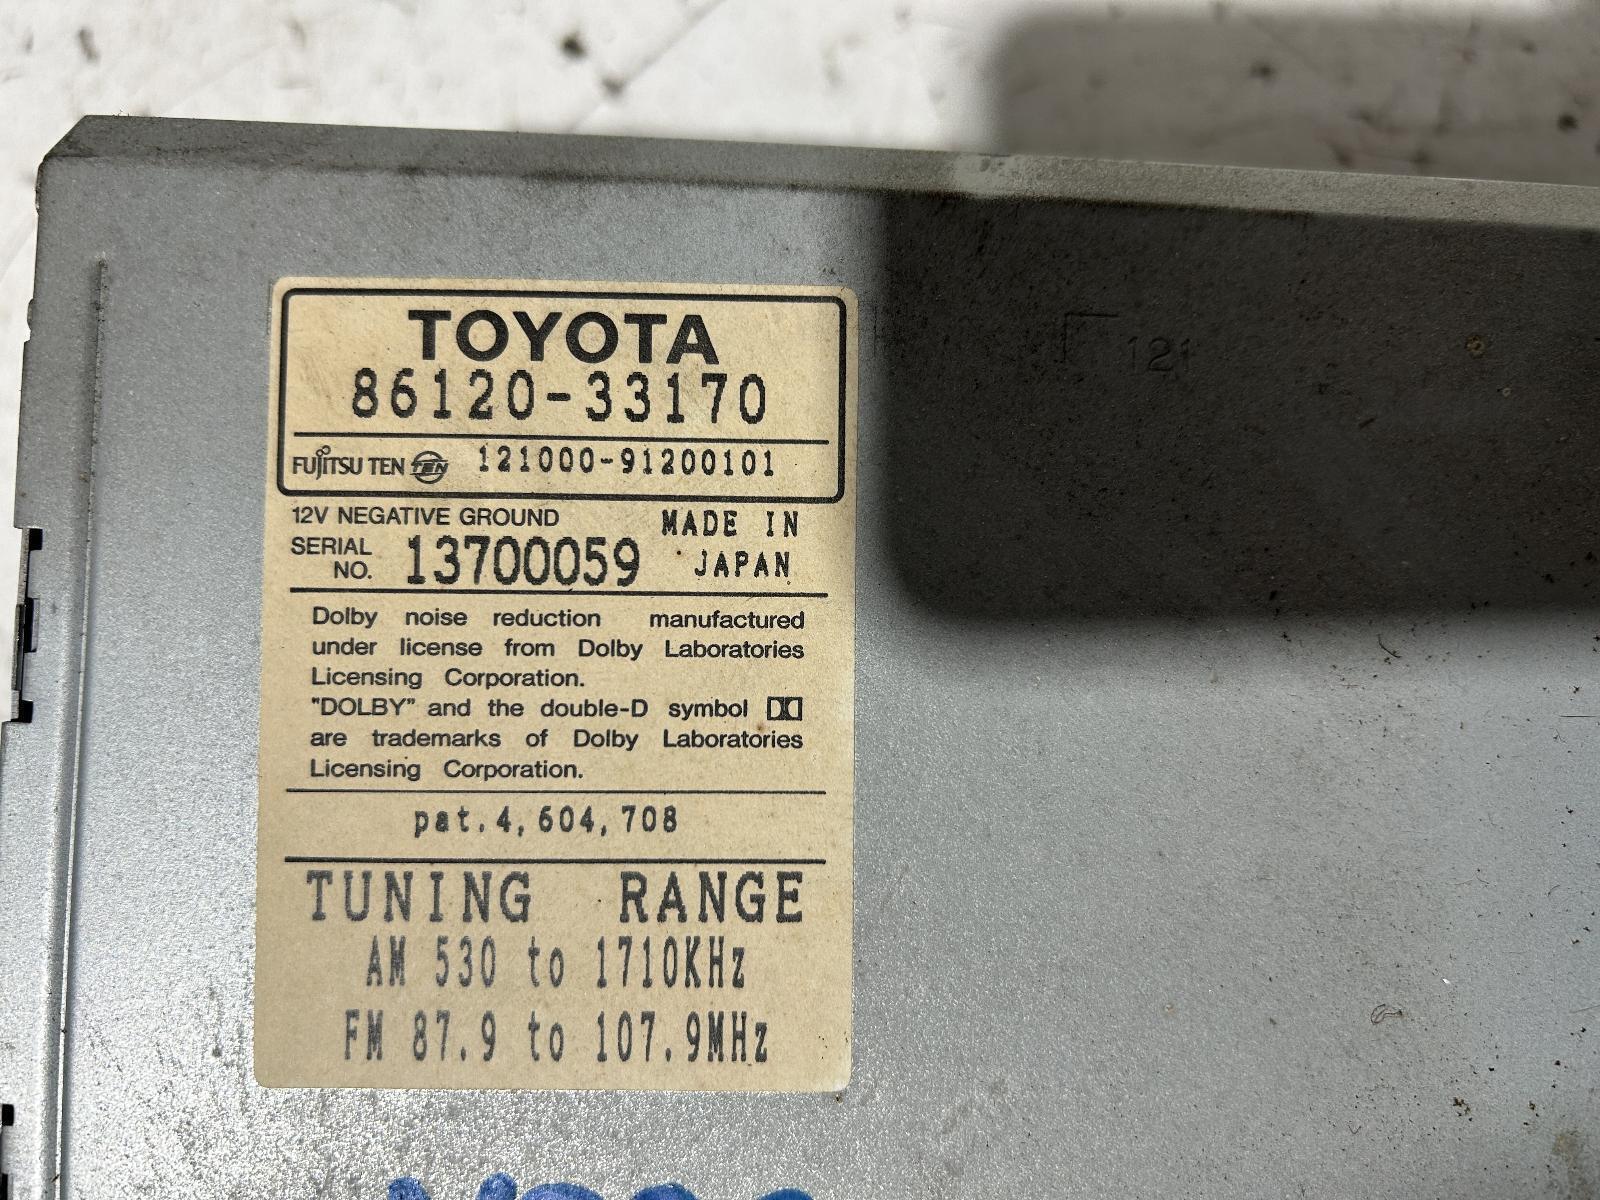 TOYOTA
86120-33170
FUJITSU TEN TEN 121000-91200101
12V NEGATIVE GROUND MADE IN
SERIAL NO. 13700059 JAPAN
Dolby noise reduction manufactured
under license from Dolby Laboratories
Licensing Corporation.
"DOLBY" and the double-D symbol
are trademarks of Dolby Laboratories
Licensing Corporation.
pat.4,604,708
TUNING RANGE
AM 530 to 1710KHz
FM 87.9 to 107.9MHz
121